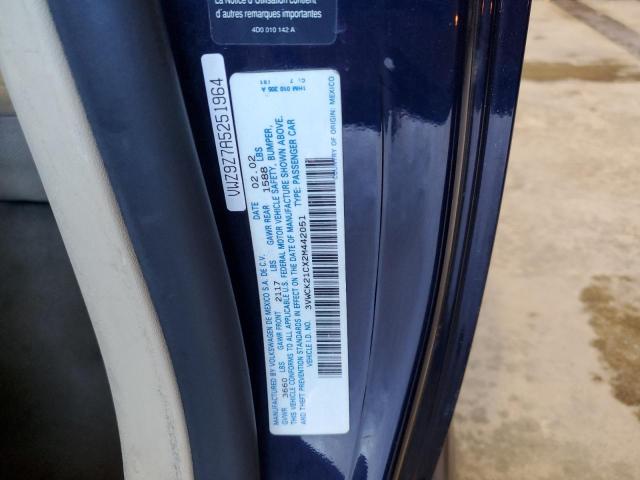 La Notice d'Utilisation contient
d'autres remarques importantes
4D0 010 142 A
VWZ9Z7A5251964
MANUFACTURED BY VOLKSWAGEN DE MEXICO S.A. DE C.V. DATE 02.02
GVWR 3660 LBS GAWR FRONT 2117 LBS GAWR REAR 1588 LBS
THIS VEHICLE CONFORMS TO ALL APPLICABLE U.S. FEDERAL MOTOR VEHICLE SAFETY, BUMPER,
AND THEFT PREVENTION STANDARDS IN EFFECT ON THE DATE OF MANUFACTURE SHOWN ABOVE.
VEHICLE I.D. NO. 3VWCK21CX2M442051 TYPE: PASSENGER CAR
1HM 010 305 A
ORIGIN: MEXICO